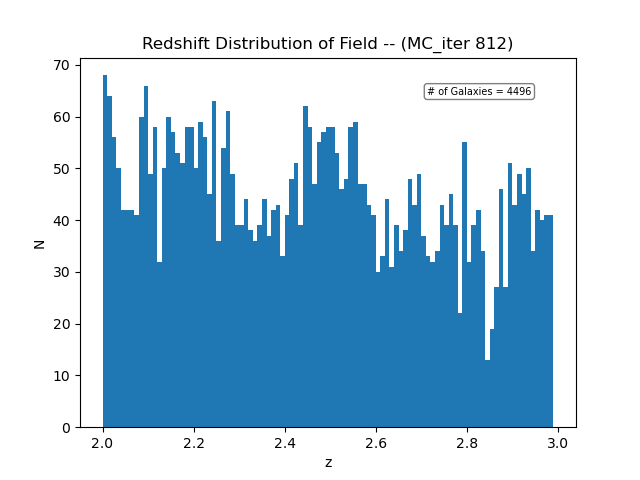 Redshift Distribution of Field -- (MC_iter 812)
# of Galaxies = 4496
70
60
50
40
30
20
10
0
N
2.0 2.2 2.4 2.6 2.8 3.0
z